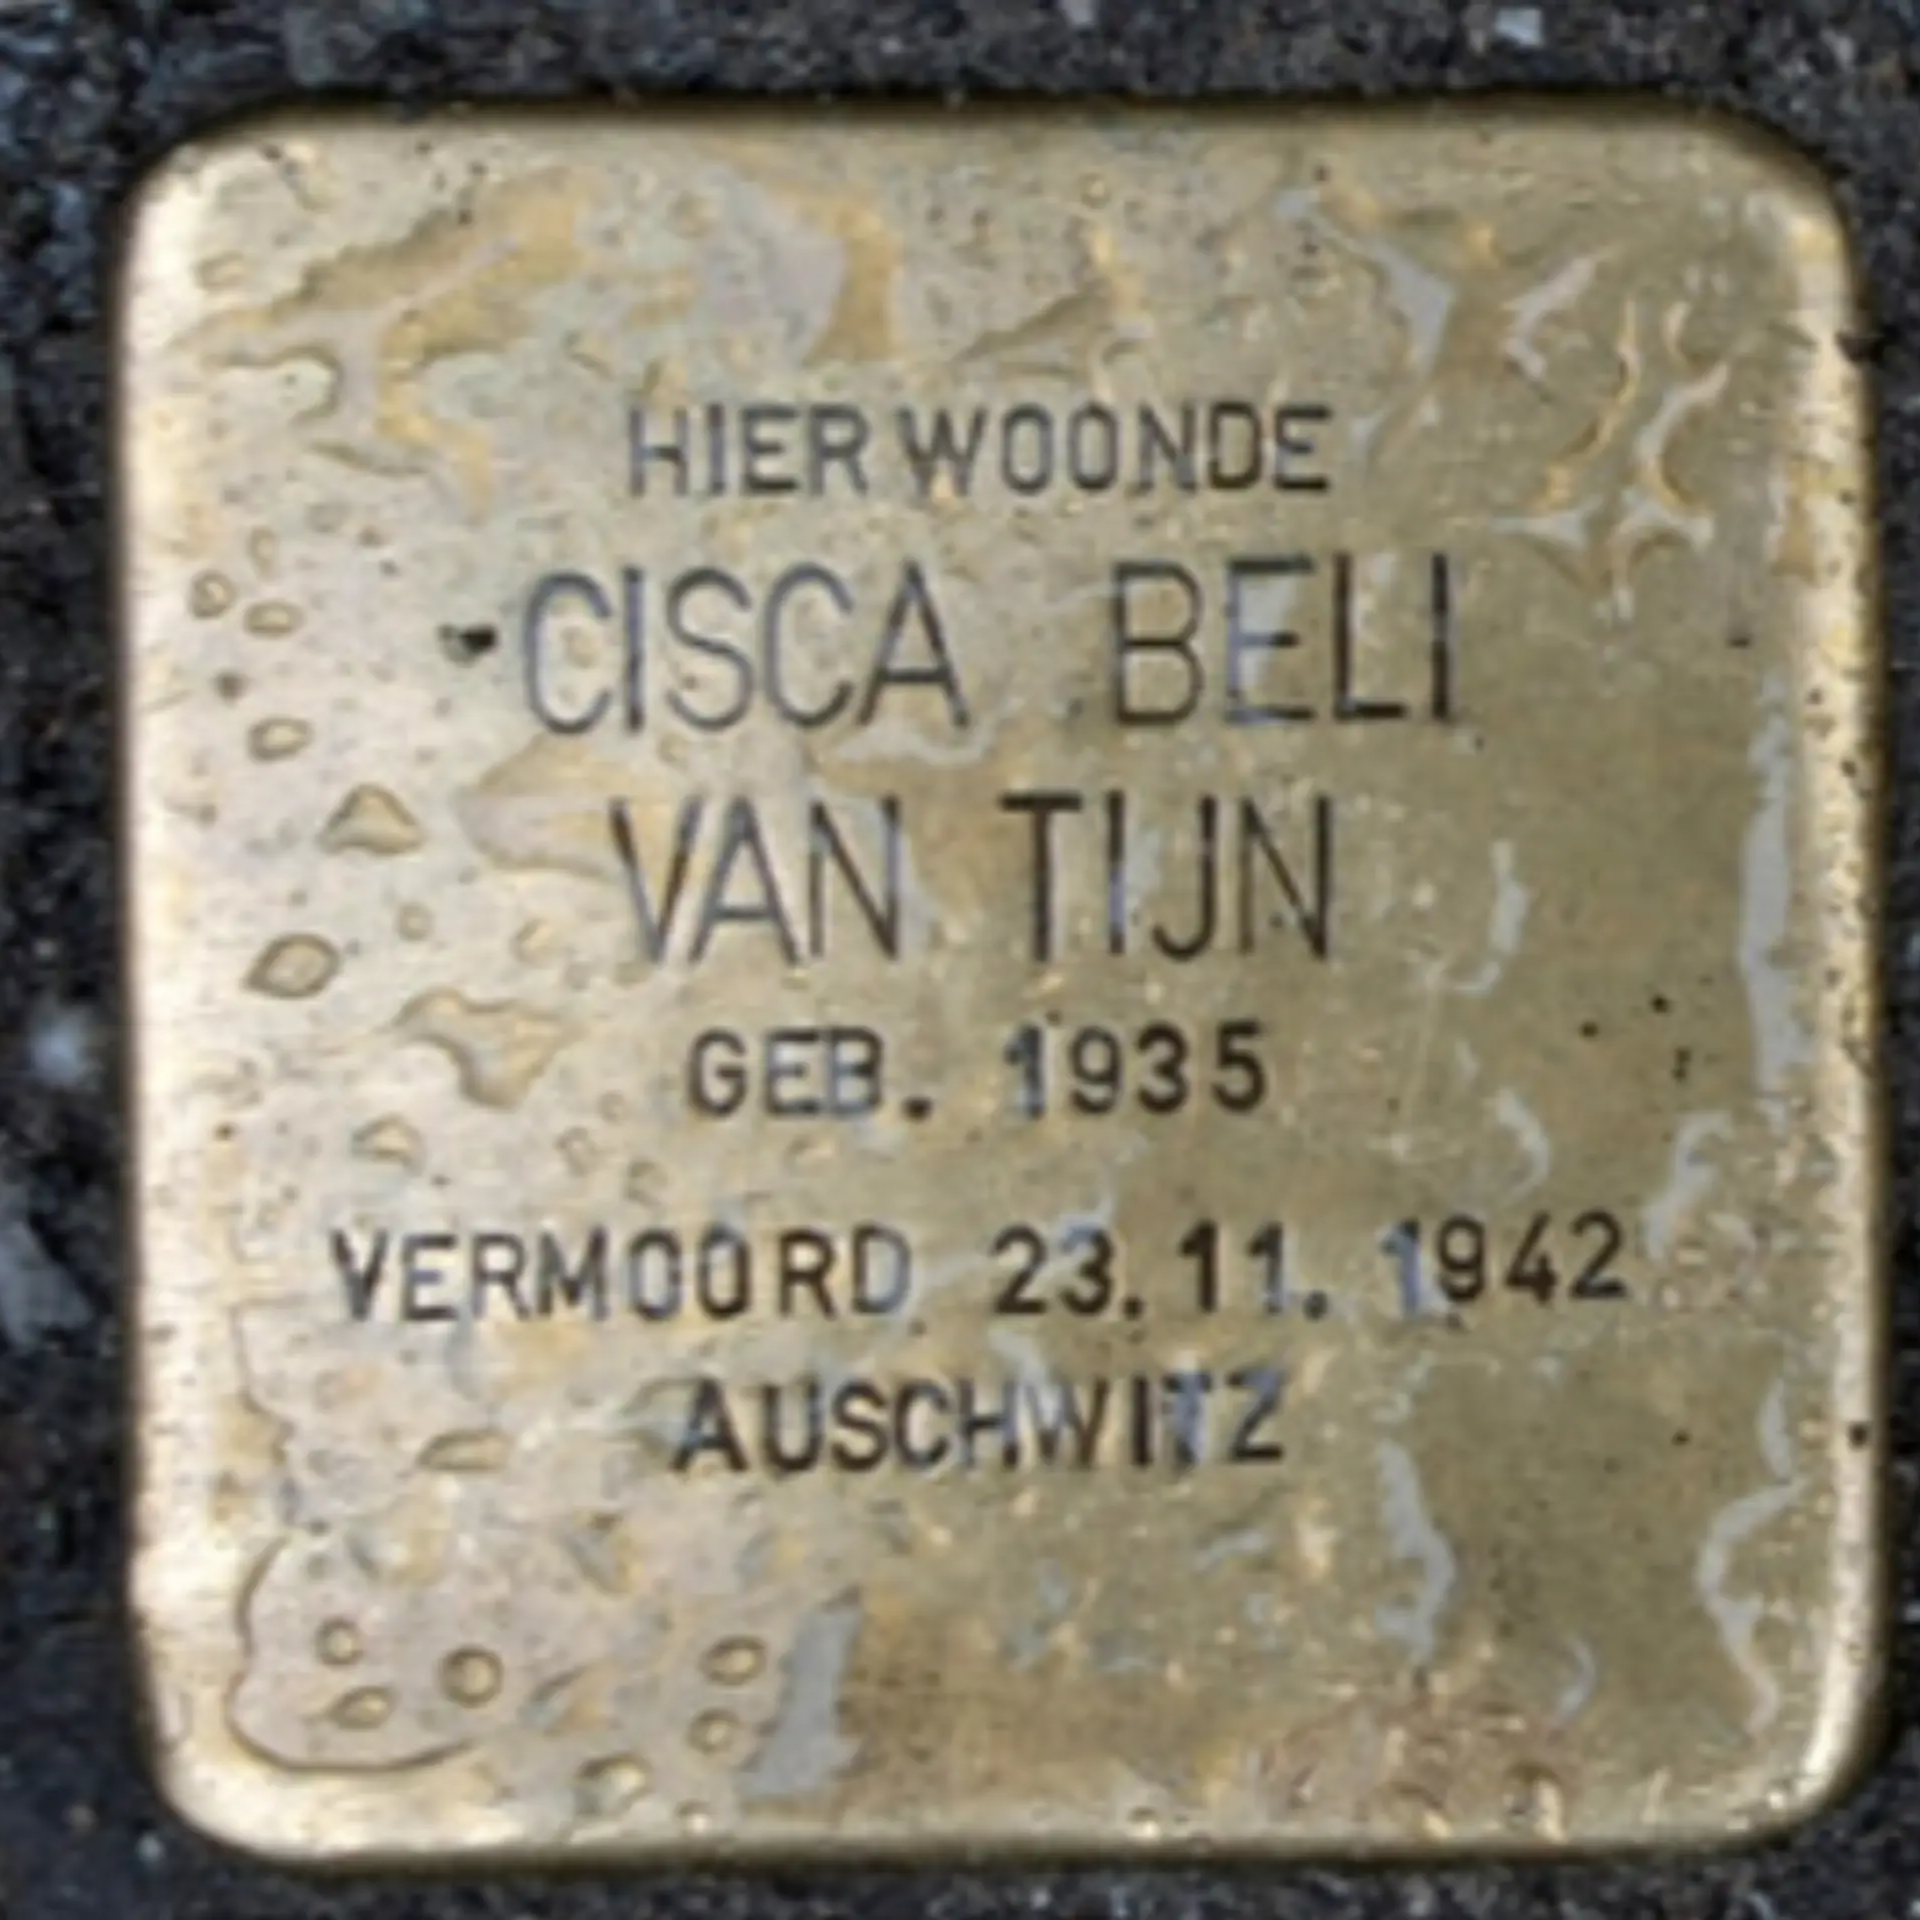 HIER WOONDE
CISCA BELI
VAN TIJN
GEB. 1935
VERMOORD 23.11.1942
AUSCHWITZ